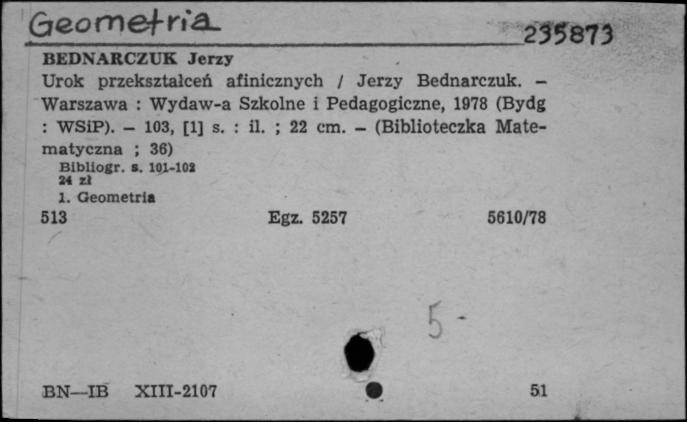 Geometria
235873
BEDNARCZUK Jerzy
Urok przekształceń afinicznych / Jerzy Bednarczuk. —
Warszawa : Wydaw-a Szkolne i Pedagogiczne, 1978 (Bydg
: WSiP). — 103, [1] s. : il. ; 22 cm. — (Biblioteczka Mate-
matyczna ; 36)
Bibliogr. s. 101-102
24 zł
1. Geometria
513 Egz. 5257 5610/78
5 -
BN—IB XIII-2107 51